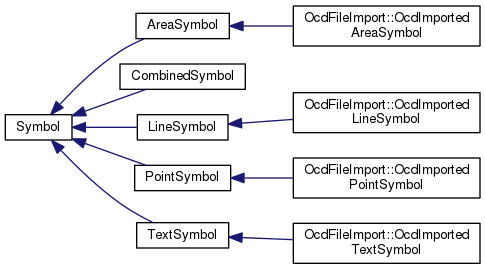 Symbol
AreaSymbol
CombinedSymbol
LineSymbol
PointSymbol
TextSymbol
OcdFileImport::OcdImported
AreaSymbol
OcdFileImport::OcdImported
LineSymbol
OcdFileImport::OcdImported
PointSymbol
OcdFileImport::OcdImported
TextSymbol